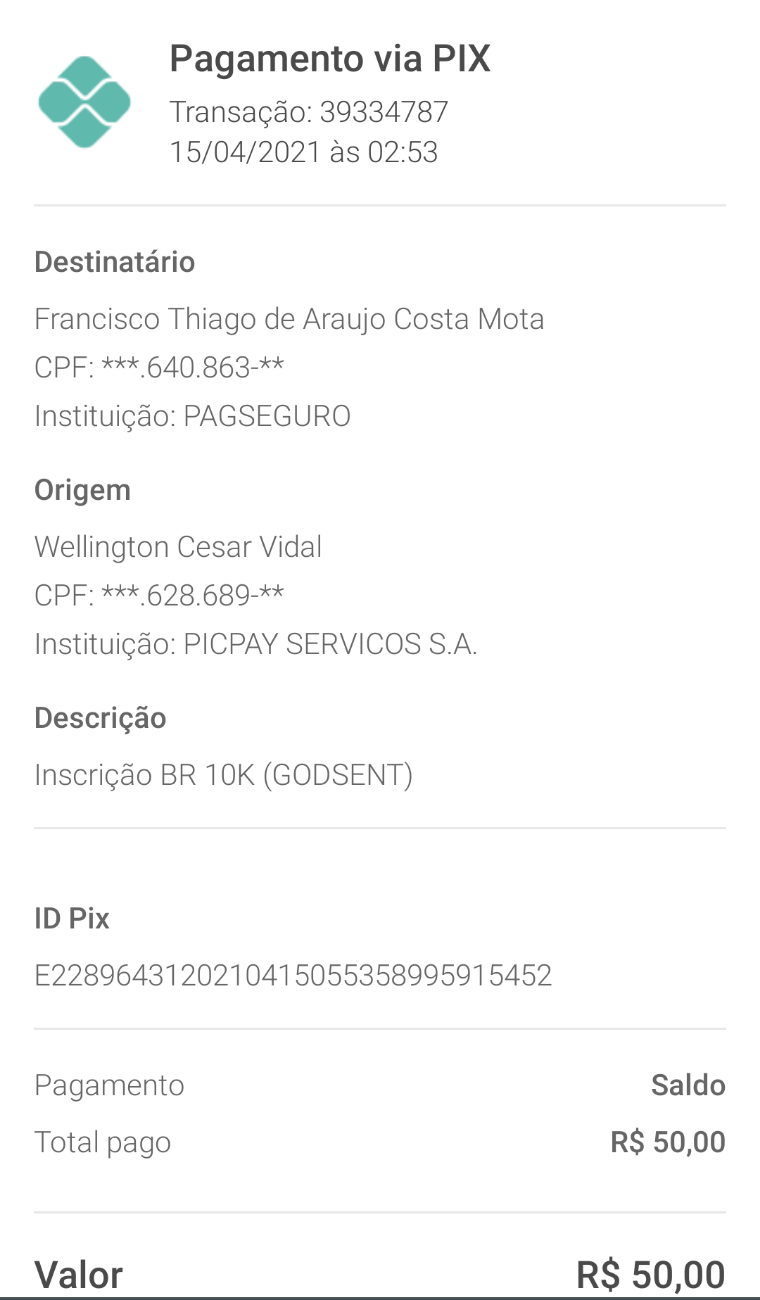 Pagamento via PIX
Transação: 39334787
15/04/2021 às 02:53
Destinatário
Francisco Thiago de Araujo Costa Mota
CPF: ***.640.863-**
Instituição: PAGSEGURO
Origem
Wellington Cesar Vidal
CPF: ***.628.689-**
Instituição: PICPAY SERVICOS S.A.
Descrição
Inscrição BR 10K (GODSENT)
ID Pix
E2289643120210415055358995915452
Pagamento Saldo
Total pago R$ 50,00
Valor R$ 50,00